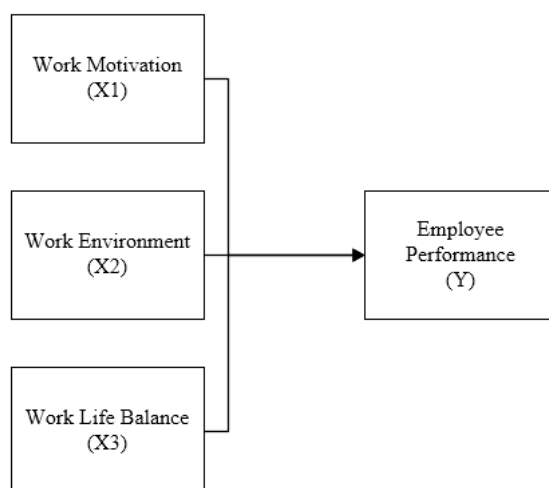 Work Motivation
(X1)
Work Environment
(X2)
Employee
Performance
(Y)
Work Life Balance
(X3)